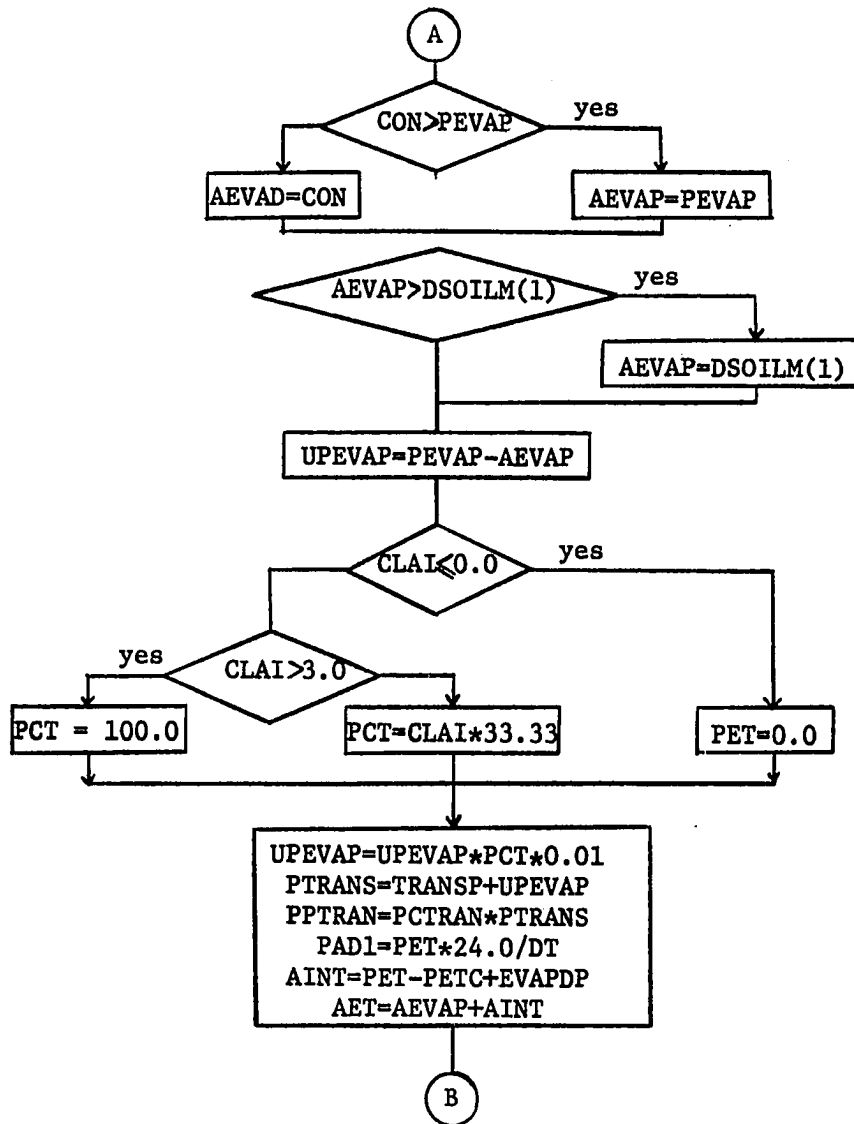 A
CON>PEVAP
yes
AEVAD=CON
AEVAP=PEVAP
AEVAP>DSOILM(1)
yes
AEVAP=DSOILM(1)
UPEVAP=PEVAP-AEVAP
CLAI⩽0.0
yes
yes
CLAI>3.0
PCT = 100.0
PCT=CLAI*33.33
PET=0.0
UPEVAP=UPEVAP*PCT*0.01
PTRANS=TRANSP+UPEVAP
PPTRAN=PCTRAN*PTRANS
PAD1=PET*24.0/DT
AINT=PET-PETC+EVAPDP
AET=AEVAP+AINT
B